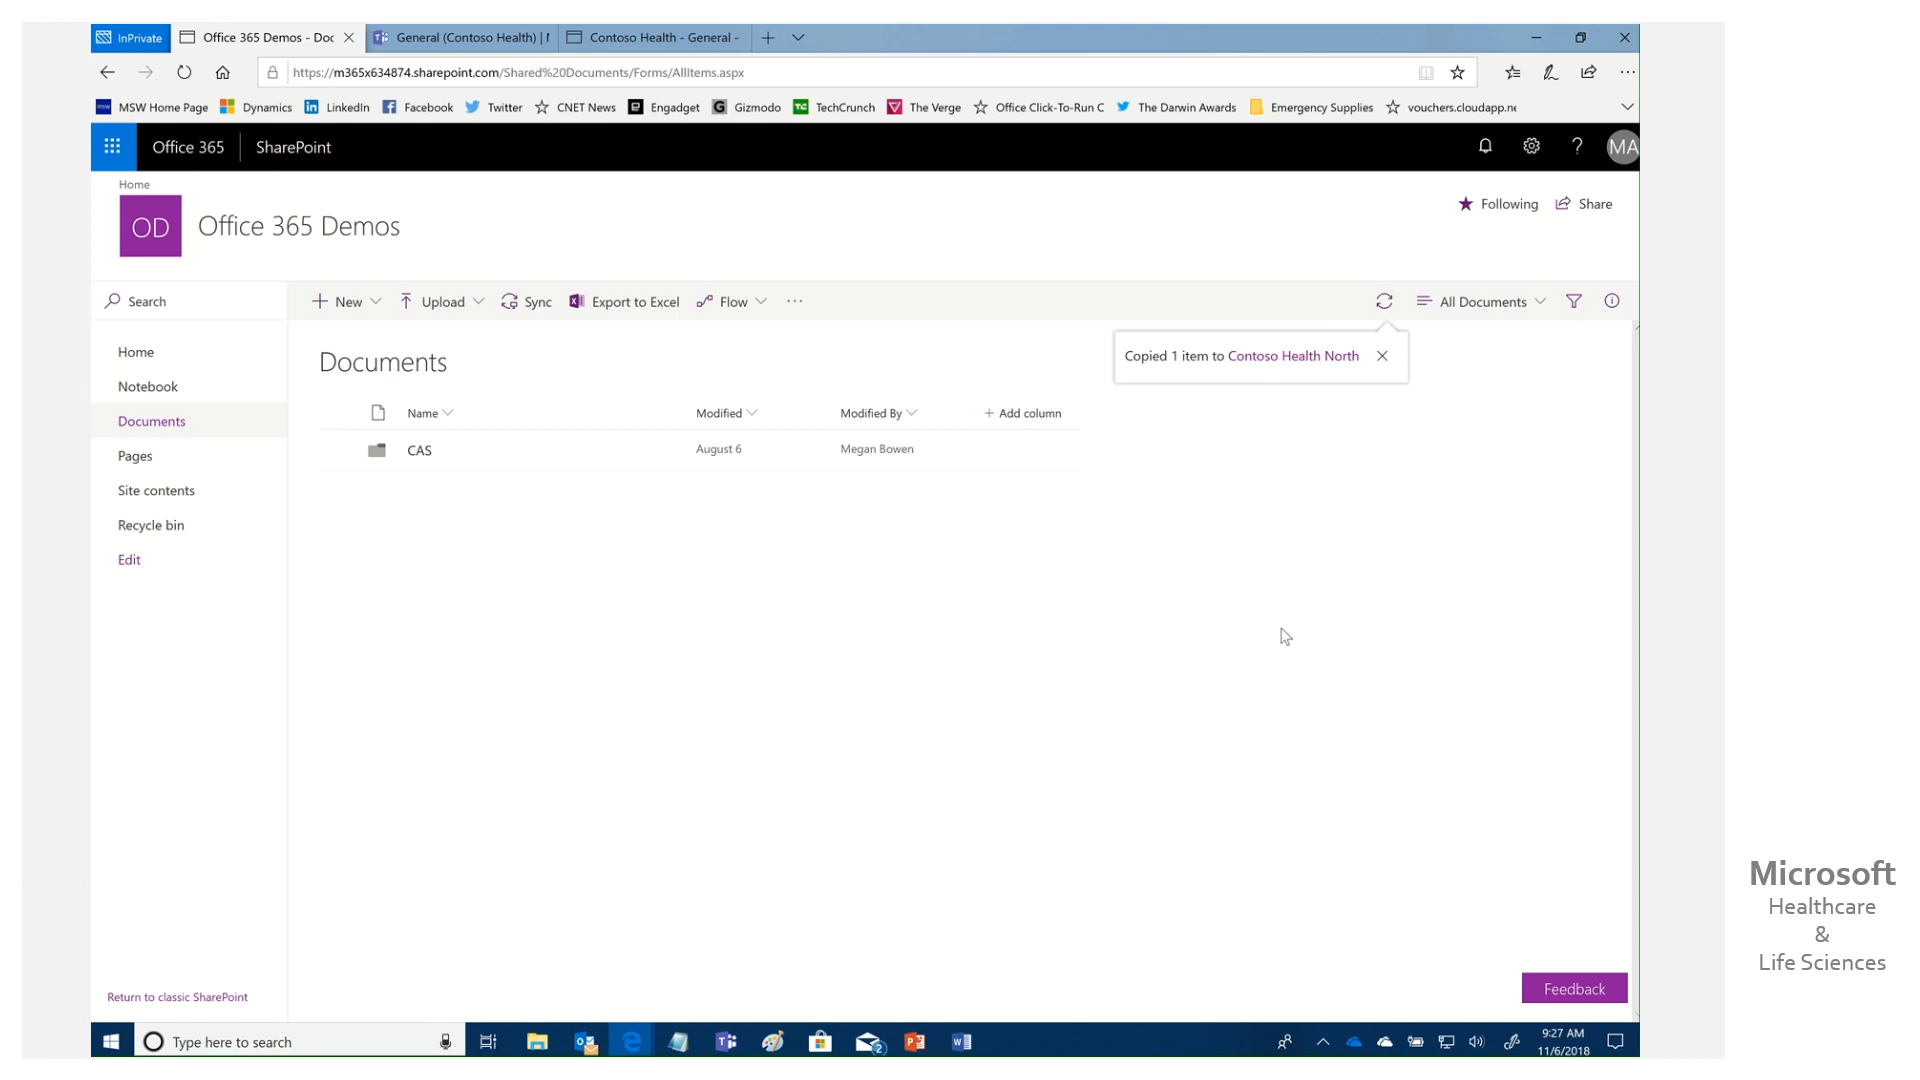 InPrivate
Office 365 Demos - Doc
General (Contoso Health) |
Contoso Health - General -
https://m365x634874.sharepoint.com/Shared%20Documents/Forms/AllItems.aspx
MSW Home Page
Dynamics
LinkedIn
Facebook
Twitter
CNET News
Engadget
Gizmodo
TechCrunch
The Verge
Office Click-To-Run C
The Darwin Awards
Emergency Supplies
vouchers.cloudapp.ne
Office 365
SharePoint
MA
Home
OD
Office 365 Demos
Following
Share
Search
New
Upload
Sync
Export to Excel
Flow
All Documents
Copied 1 item to Contoso Health North
Home
Notebook
Documents
Pages
Site contents
Recycle bin
Edit
Documents
Name
Modified
Modified By
Add column
CAS
August 6
Megan Bowen
Return to classic SharePoint
Feedback
Microsoft
Healthcare
&
Life Sciences
Type here to search
2
9:27 AM
11/6/2018